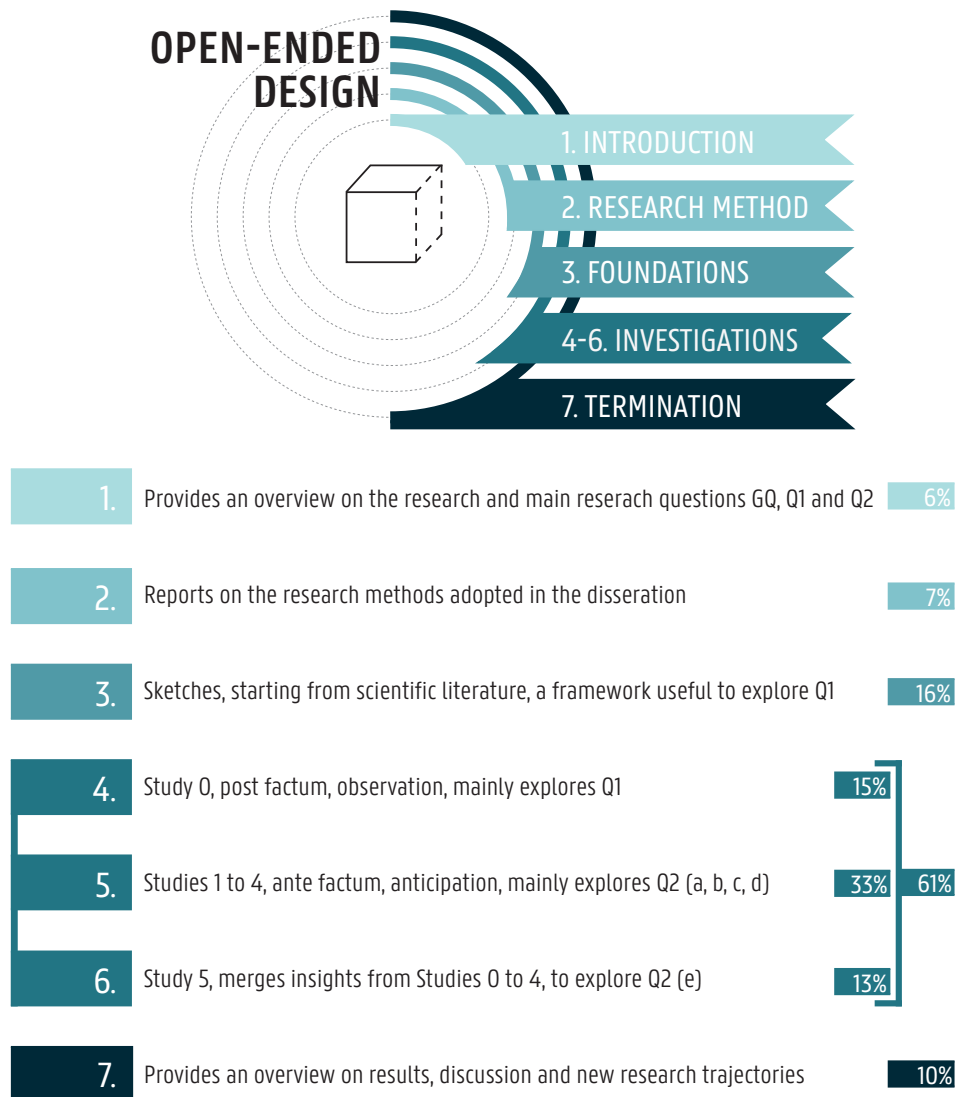 OPEN-ENDED
DESIGN
1. INTRODUCTION
2. RESEARCH METHOD
3. FOUNDATIONS
4-6. INVESTIGATIONS
7. TERMINATION
1. Provides an overview on the research and main reserach questions GQ, Q1 and Q2 6%
2. Reports on the research methods adopted in the disseration 7%
3. Sketches, starting from scientific literature, a framework useful to explore Q1 16%
4. Study 0, post factum, observation, mainly explores Q1 15%
5. Studies 1 to 4, ante factum, anticipation, mainly explores Q2 (a, b, c, d) 33% 61%
6. Study 5, merges insights from Studies 0 to 4, to explore Q2 (e) 13%
7. Provides an overview on results, discussion and new research trajectories 10%